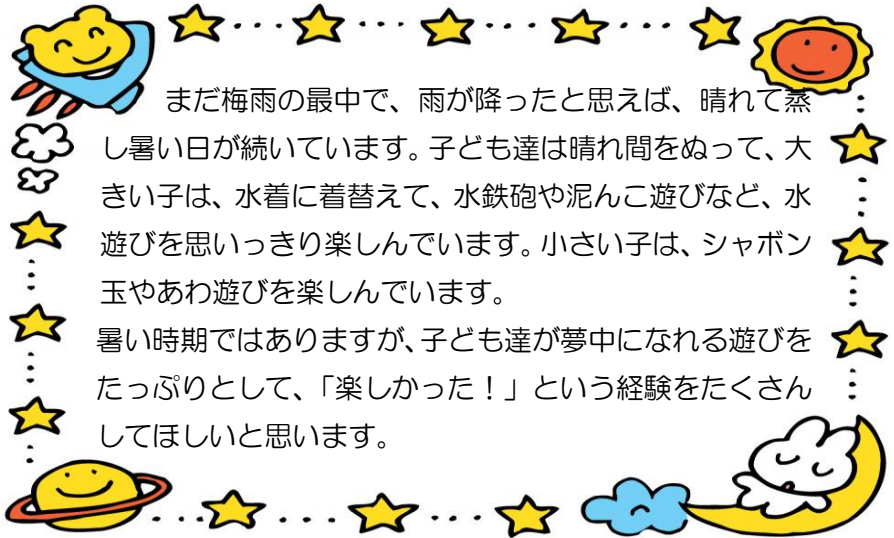 まだ梅雨の最中で、雨が降ったと思えば、晴れて蒸
し暑い日が続いています。子ども達は晴れ間をぬって、大
きい子は、水着に着替えて、水鉄砲や泥んこ遊びなど、水
遊びを思いっきり楽しんでいます。小さい子は、シャボン
玉やあわ遊びを楽しんでいます。
暑い時期ではありますが、子ども達が夢中になれる遊びを
たっぷりとして、「楽しかった！」という経験をたくさん
してほしいと思います。